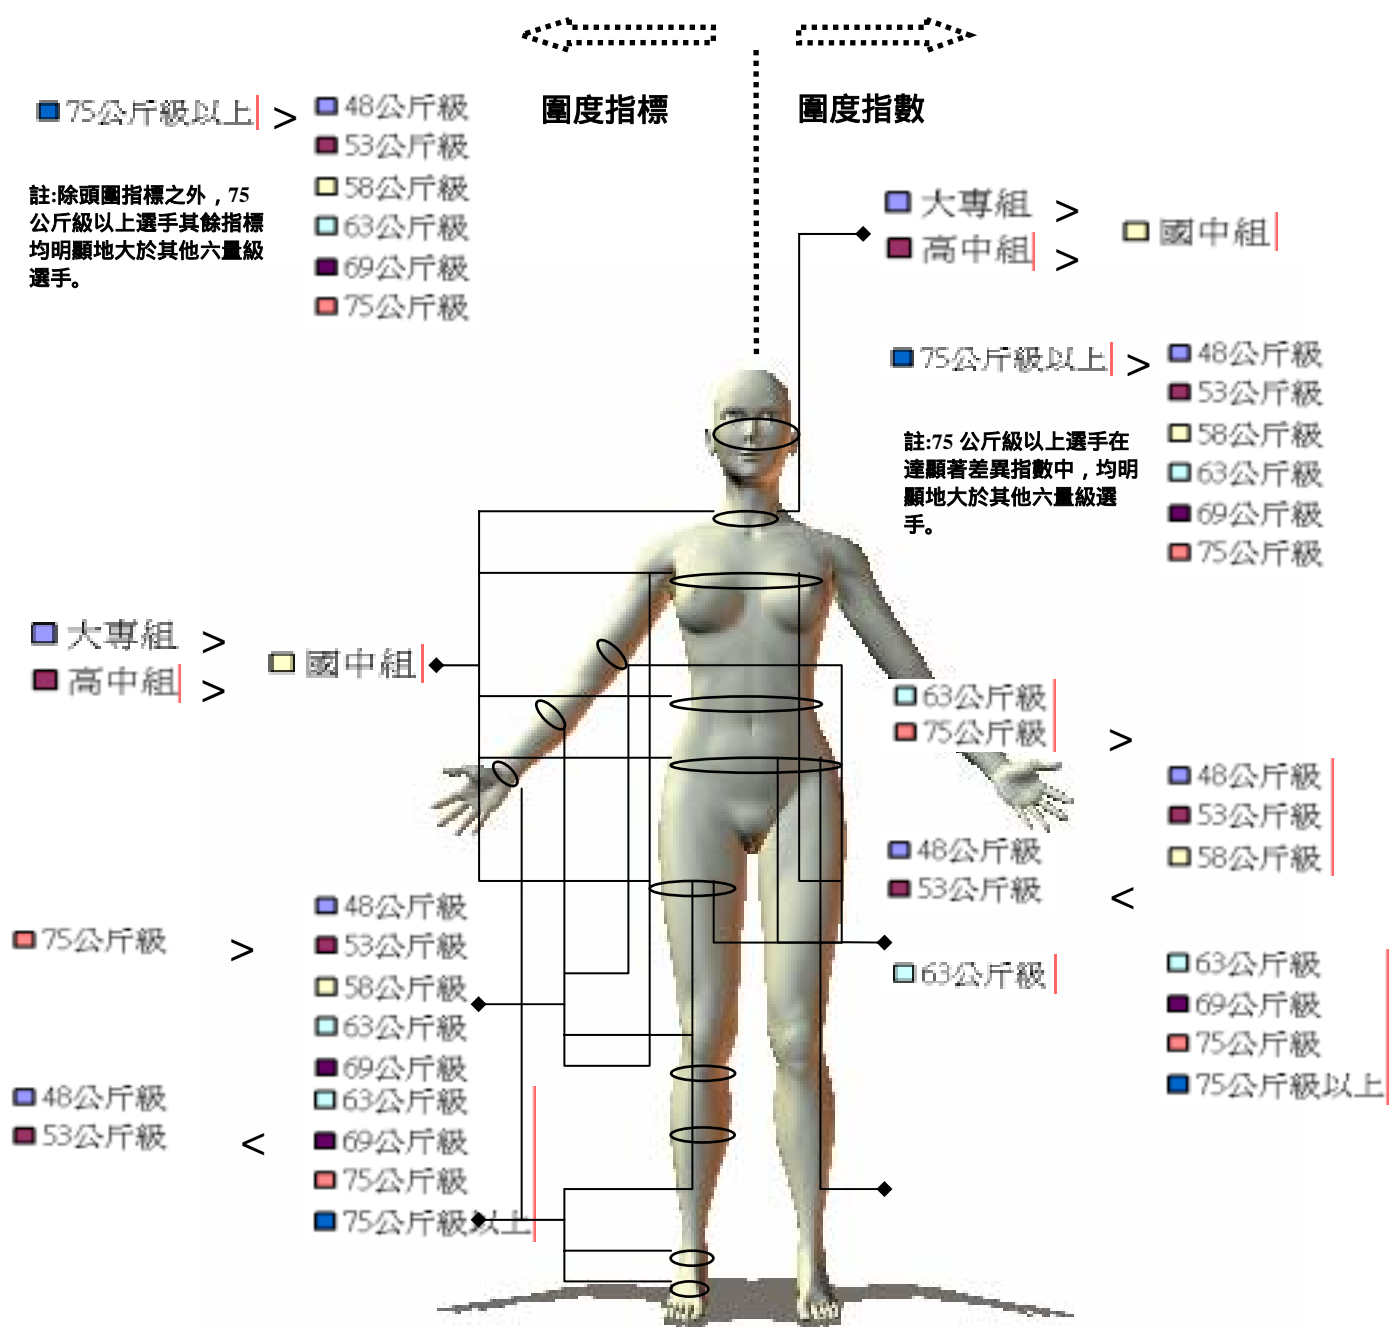 圍度指標
圍度指數
75公斤級以上 >
48公斤級
53公斤級
58公斤級
63公斤級
69公斤級
75公斤級
註:除頭圍指標之外，75
公斤級以上選手其餘指標
均明顯地大於其他六量級
選手。
大專組 >
高中組 >
國中組
75公斤級以上 >
48公斤級
53公斤級
58公斤級
63公斤級
69公斤級
75公斤級
註:75 公斤級以上選手在
達顯著差異指數中，均明
顯地大於其他六量級選
手。
大專組 >
高中組 >
國中組
63公斤級
75公斤級
>
48公斤級
53公斤級
58公斤級
48公斤級
53公斤級
<
63公斤級
63公斤級
69公斤級
75公斤級
75公斤級以上
75公斤級 >
48公斤級
53公斤級
58公斤級
63公斤級
69公斤級
48公斤級
53公斤級
<
63公斤級
69公斤級
75公斤級
75公斤級以上